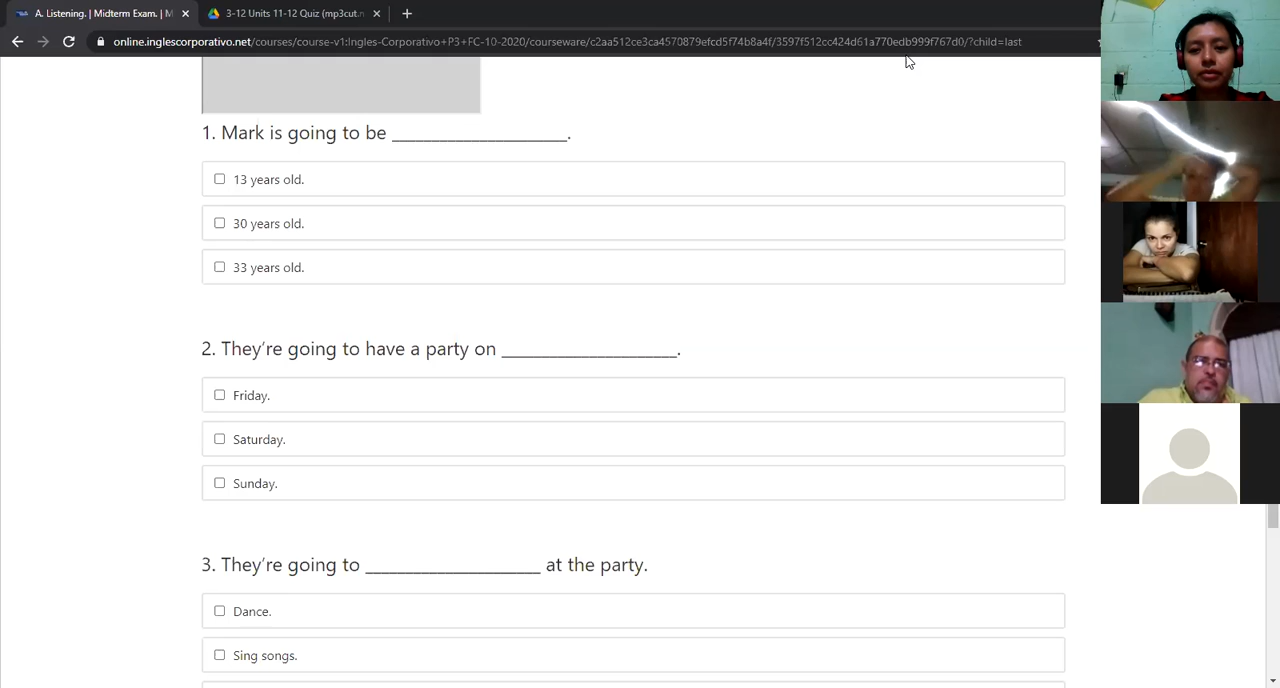 A. Listening. | Midterm Exam. | M
3-12 Units 11-12 Quiz (mp3cut.n
online.inglescorporativo.net/courses/course-v1:Ingles-Corporativo+P3+FC-10-2020/courseware/c2aa512ce3ca4570879efcd5f74b8a4f/3597f512cc424d61a770edb999f767d0/?child=last
1. Mark is going to be ____________________.
13 years old.
30 years old.
33 years old.
2. They're going to have a party on ____________________.
Friday.
Saturday.
Sunday.
3. They're going to ____________________ at the party.
Dance.
Sing songs.